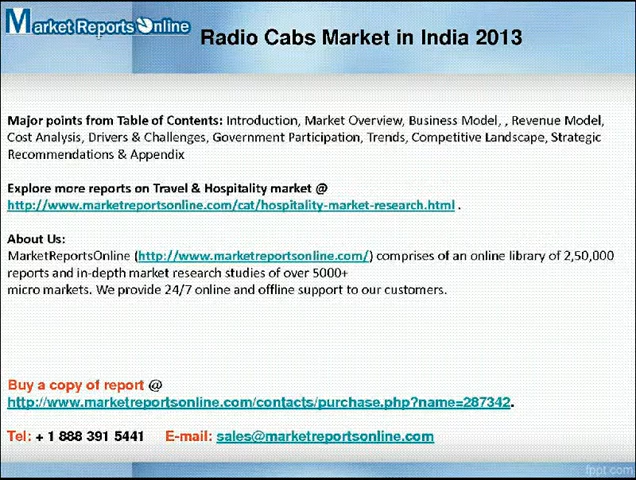 Market Reports Online
Radio Cabs Market in India 2013
Major points from Table of Contents: Introduction, Market Overview, Business Model, , Revenue Model,
Cost Analysis, Drivers & Challenges, Government Participation, Trends, Competitive Landscape, Strategic
Recommendations & Appendix
Explore more reports on Travel & Hospitality market @
http://www.marketreportsonline.com/cat/hospitality-market-research.html .
About Us:
MarketReportsOnline (http://www.marketreportsonline.com/) comprises of an online library of 2,50,000
reports and in-depth market research studies of over 5000+
micro markets. We provide 24/7 online and offline support to our customers.
Buy a copy of report @
http://www.marketreportsonline.com/contacts/purchase.php?name=287342.
Tel: + 1 888 391 5441 E-mail: sales@marketreportsonline.com
fppt.com